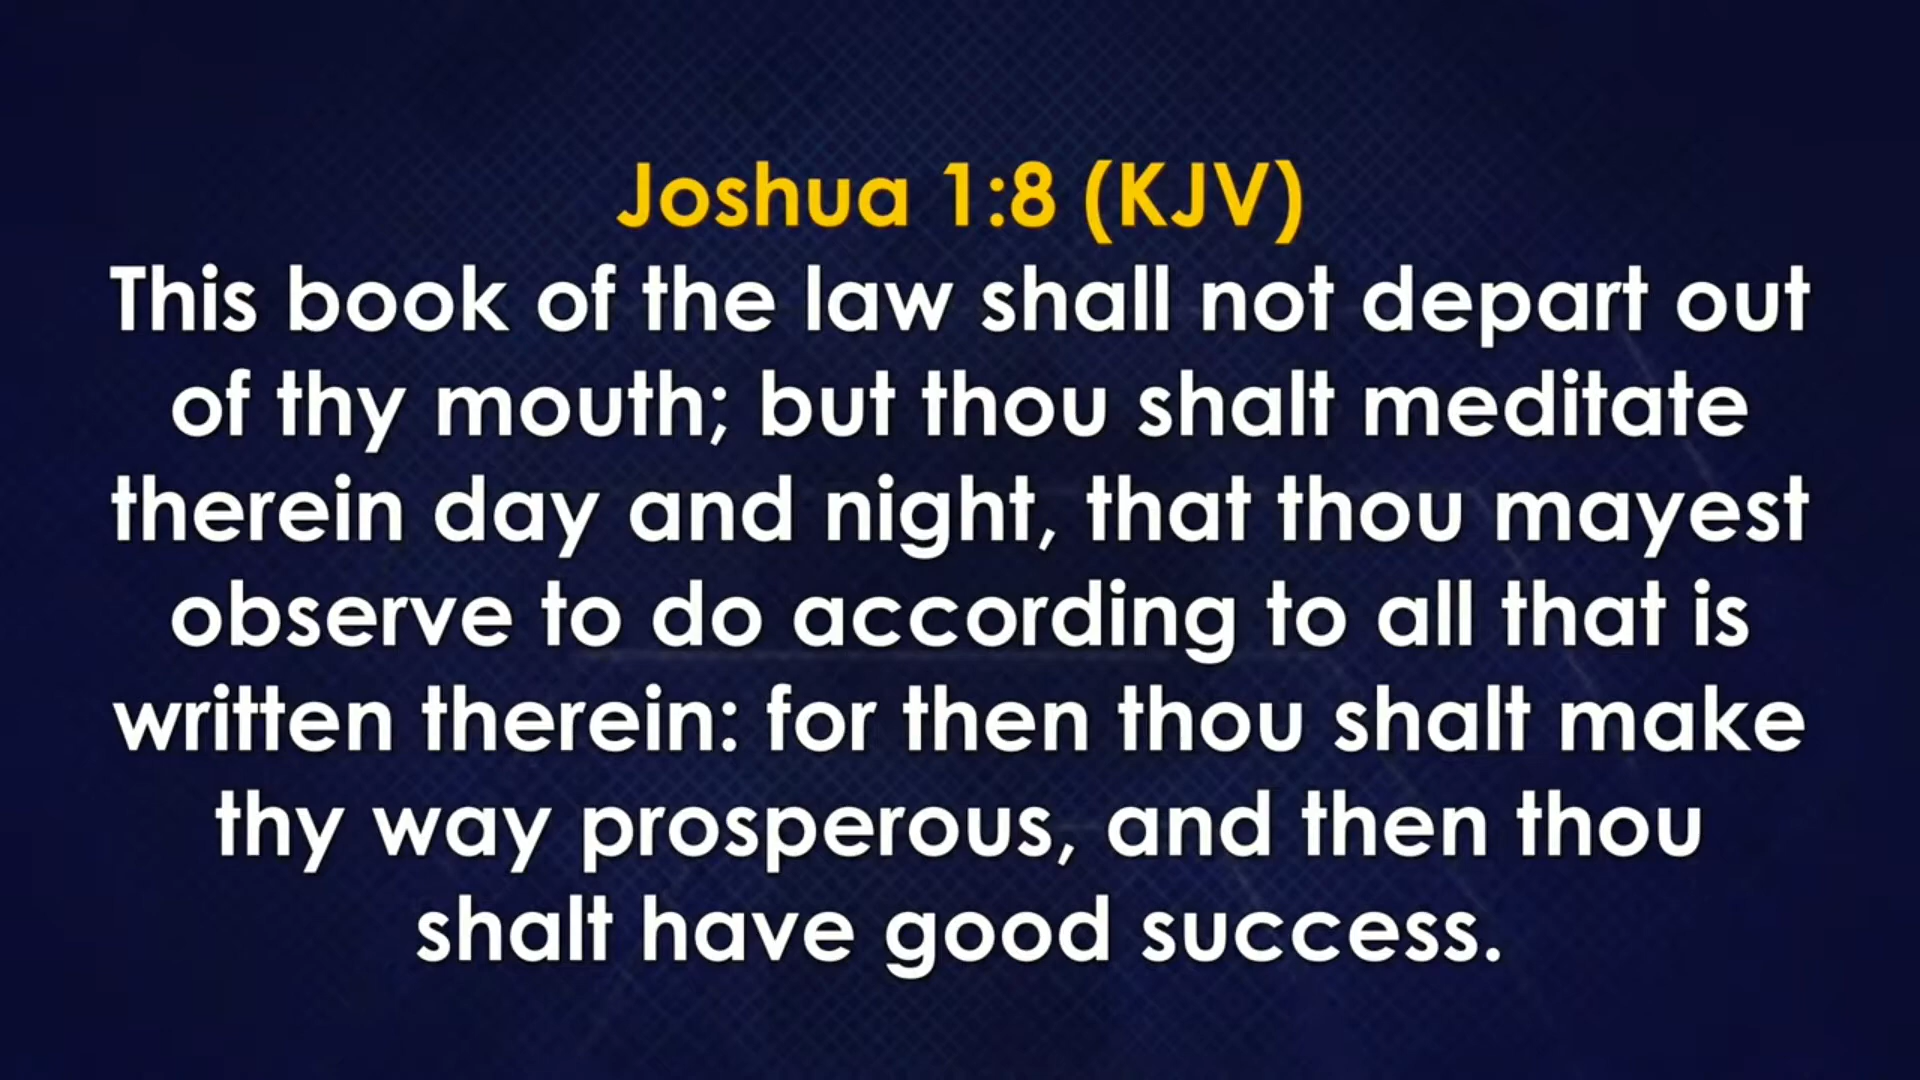 Joshua 1:8 (KJV)
This book of the law shall not depart out
of thy mouth; but thou shalt meditate
therein day and night, that thou mayest
observe to do according to all that is
written therein: for then thou shalt make
thy way prosperous, and then thou
shalt have good success.